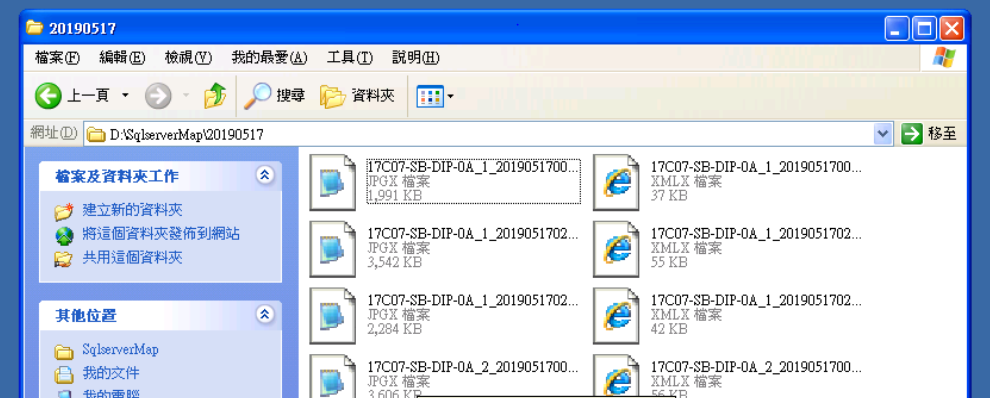 20190517
檔案(F) 編輯(E) 檢視(V) 我的最愛(A) 工具(T) 說明(H)
上一頁 搜尋 資料夾
網址(D) D:\SqlserverMap\20190517 移至
檔案及資料夾工作
建立新的資料夾
將這個資料夾發佈到網站
共用這個資料夾
其他位置
SqlserverMap
我的文件
我的電腦
17C07-SB-DIP-0A_1_2019051700...
JPGX 檔案
1,991 KB
17C07-SB-DIP-0A_1_2019051700...
XMLX 檔案
37 KB
17C07-SB-DIP-0A_1_2019051702...
JPGX 檔案
3,542 KB
17C07-SB-DIP-0A_1_2019051702...
XMLX 檔案
55 KB
17C07-SB-DIP-0A_1_2019051702...
JPGX 檔案
2,284 KB
17C07-SB-DIP-0A_1_2019051702...
XMLX 檔案
42 KB
17C07-SB-DIP-0A_2_2019051700...
JPGX 檔案
3,606 KB
17C07-SB-DIP-0A_2_2019051700...
XMLX 檔案
56 KB